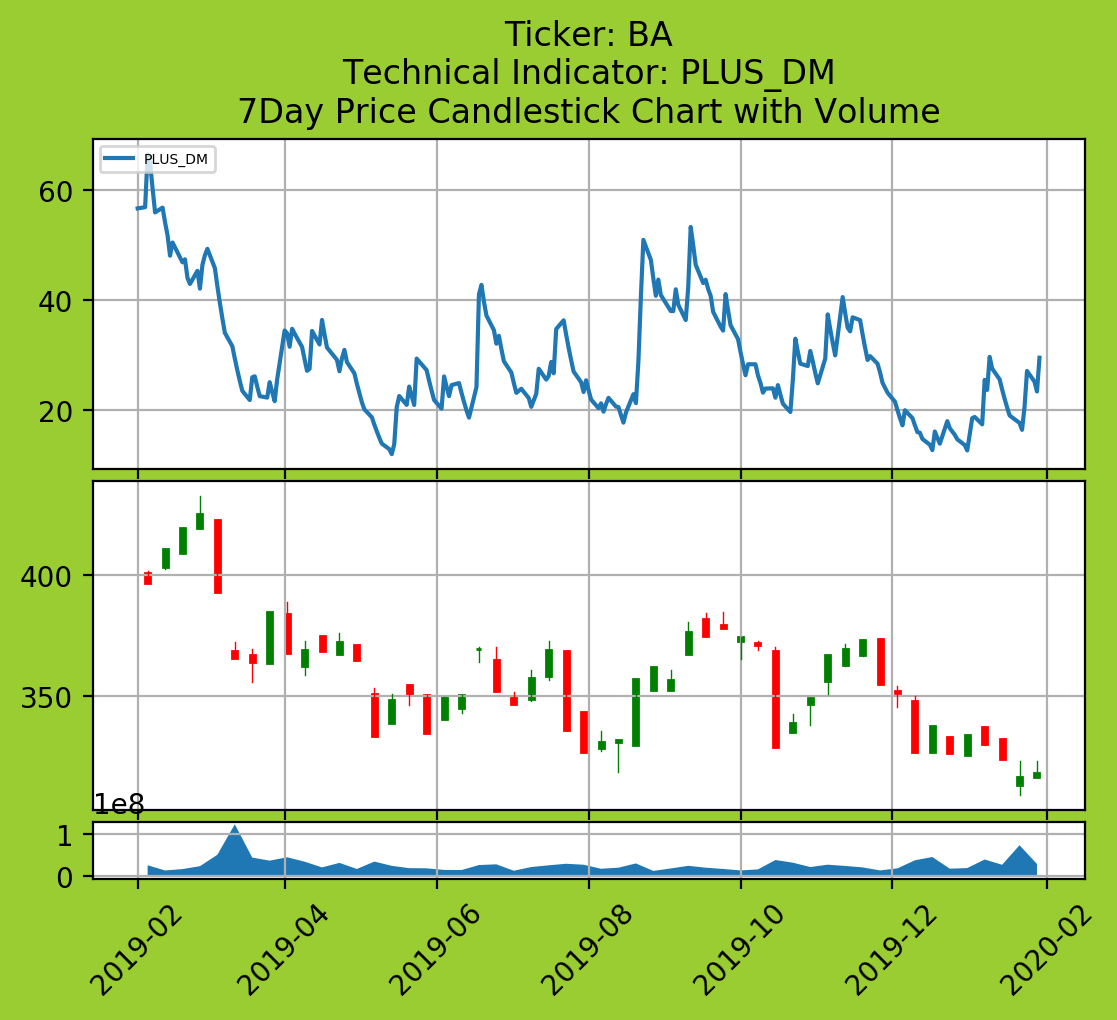 Ticker: BA
Technical Indicator: PLUS_DM
7Day Price Candlestick Chart with Volume
PLUS_DM
60
40
20
400
350
1e8
1
0
2019-02
2019-04
2019-06
2019-08
2019-10
2019-12
2020-02